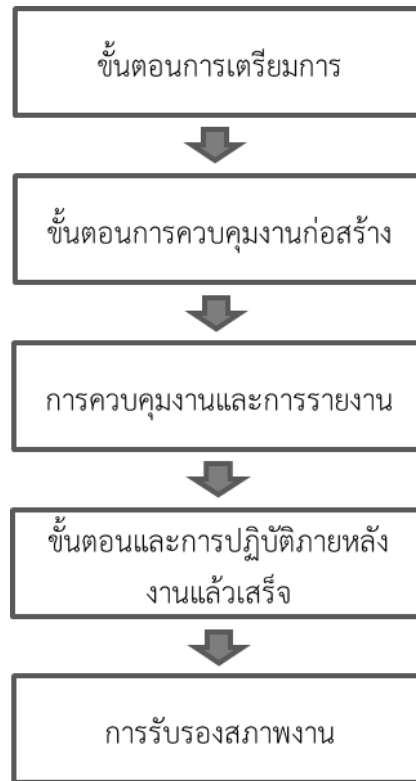 ขั้นตอนการเตรียมการ
ขั้นตอนการควบคุมงานก่อสร้าง
การควบคุมงานและการรายงาน
ขั้นตอนและการปฏิบัติภายหลัง
งานแล้วเสร็จ
การรับรองสภาพงาน